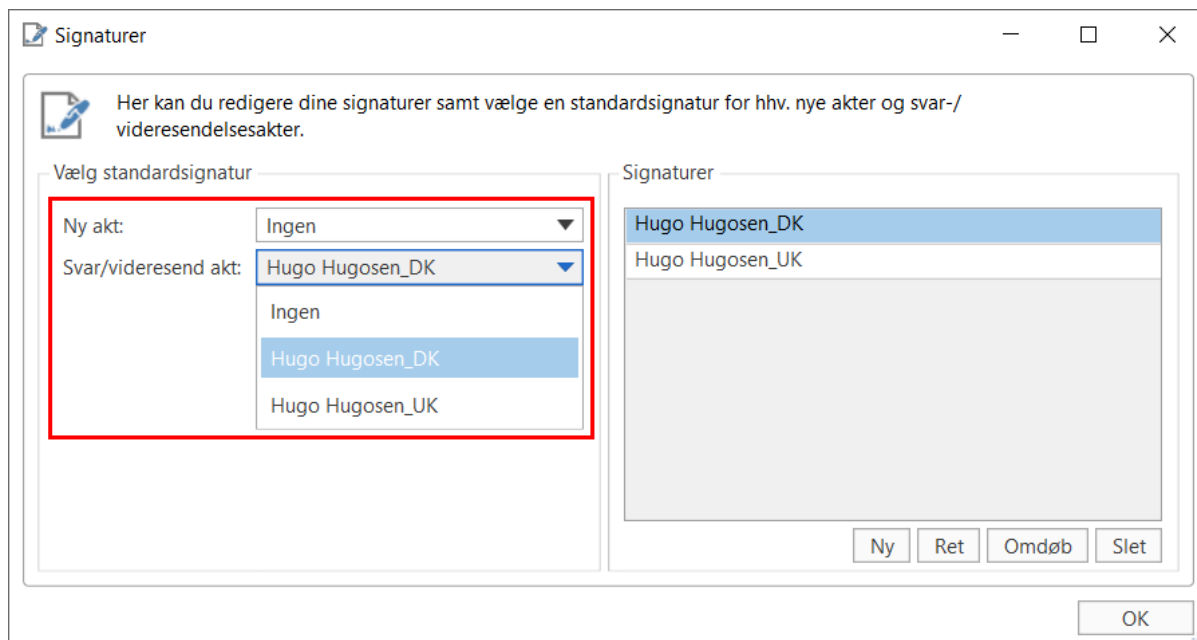 Signaturer
Her kan du redigere dine signaturer samt vælge en standardsignatur for hhv. nye akter og svar-/
videresendelsesakter.
Vælg standardsignatur
Ny akt: Ingen
Svar/videresend akt: Hugo Hugosen_DK
Ingen
Hugo Hugosen_DK
Hugo Hugosen_UK
Signaturer
Hugo Hugosen_DK
Hugo Hugosen_UK
Ny Ret Omdøb Slet
OK